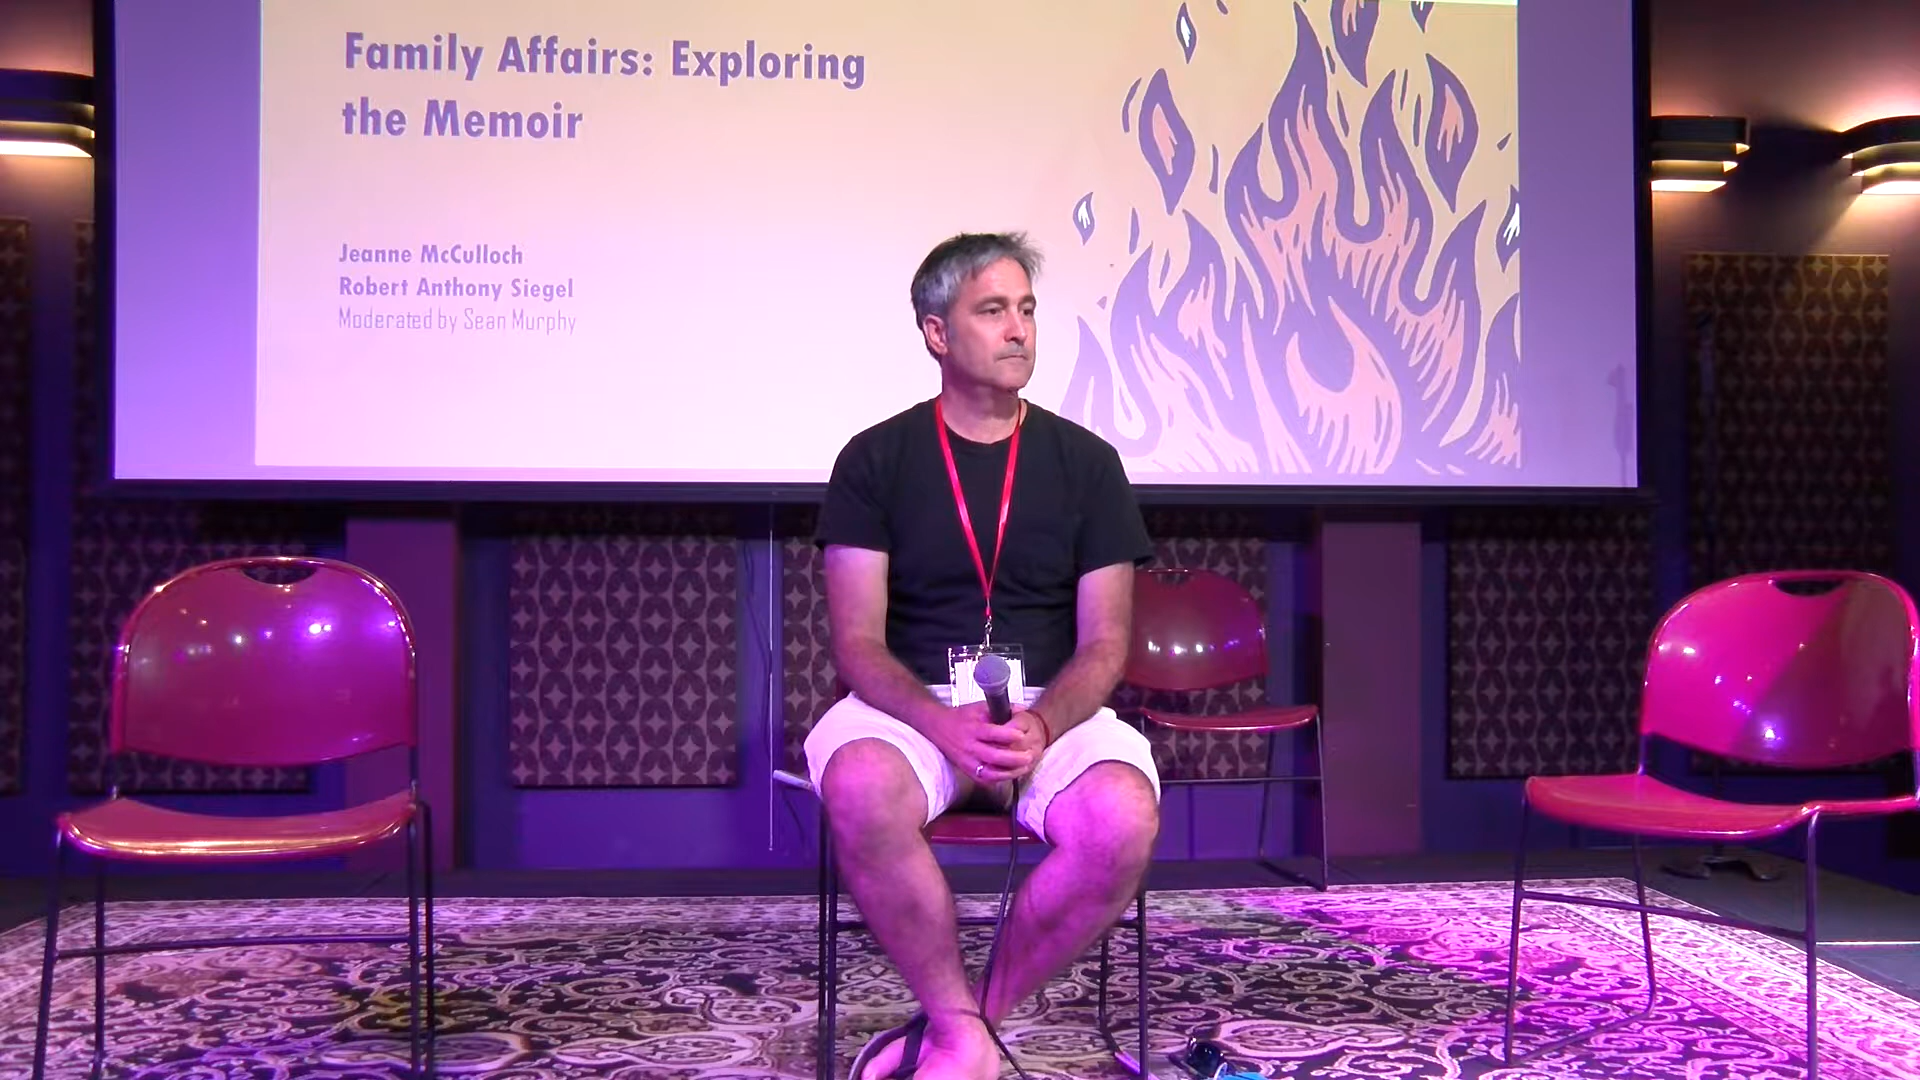 Family Affairs: Exploring
the Memoir
Jeanne McCulloch
Robert Anthony Siegel
Moderated by Sean Murphy